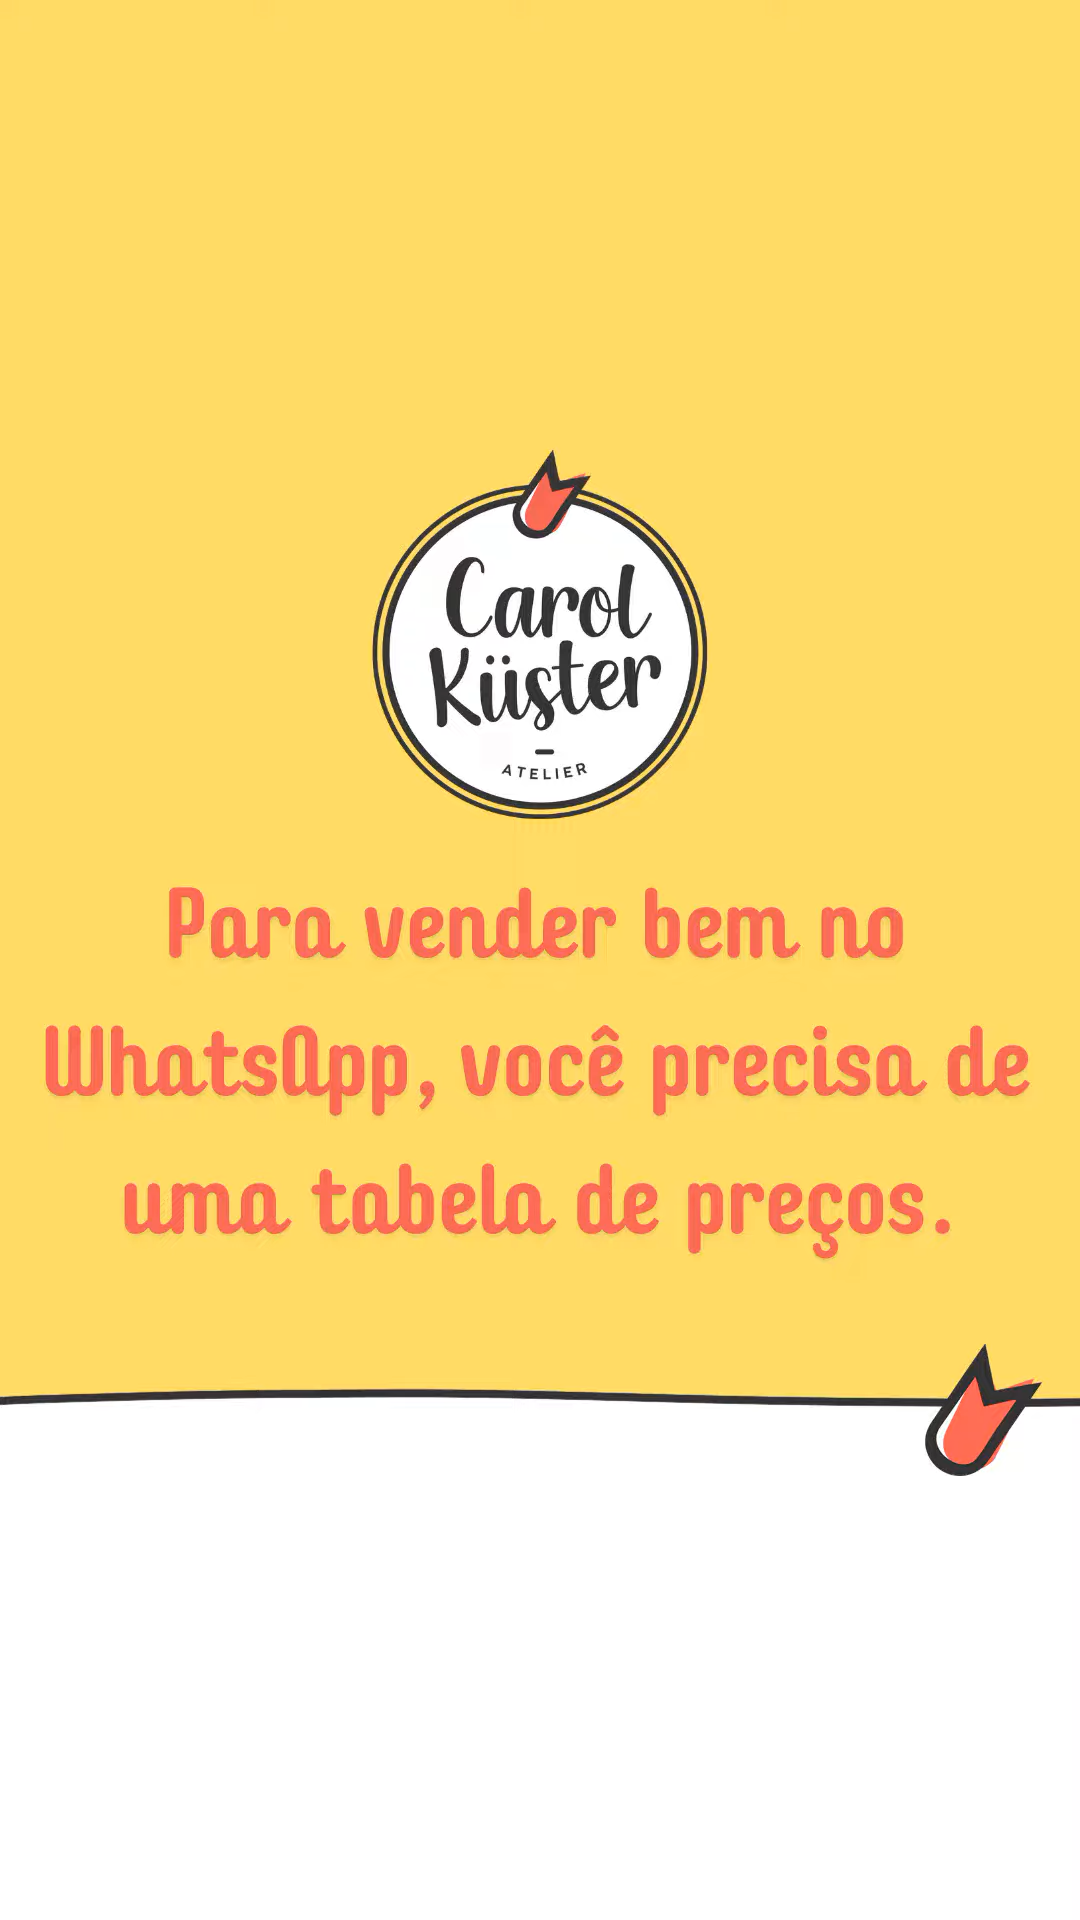 Carol
Küster
ATELIER
Para vender bem no
WhatsApp, você precisa de
uma tabela de preços.